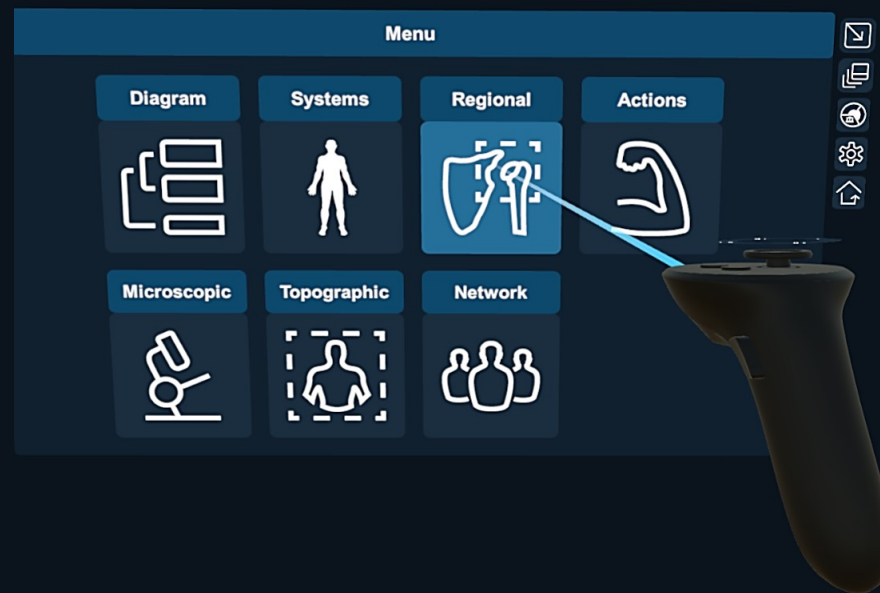 Menu
Diagram
Systems
Regional
Actions
Microscopic
Topographic
Network